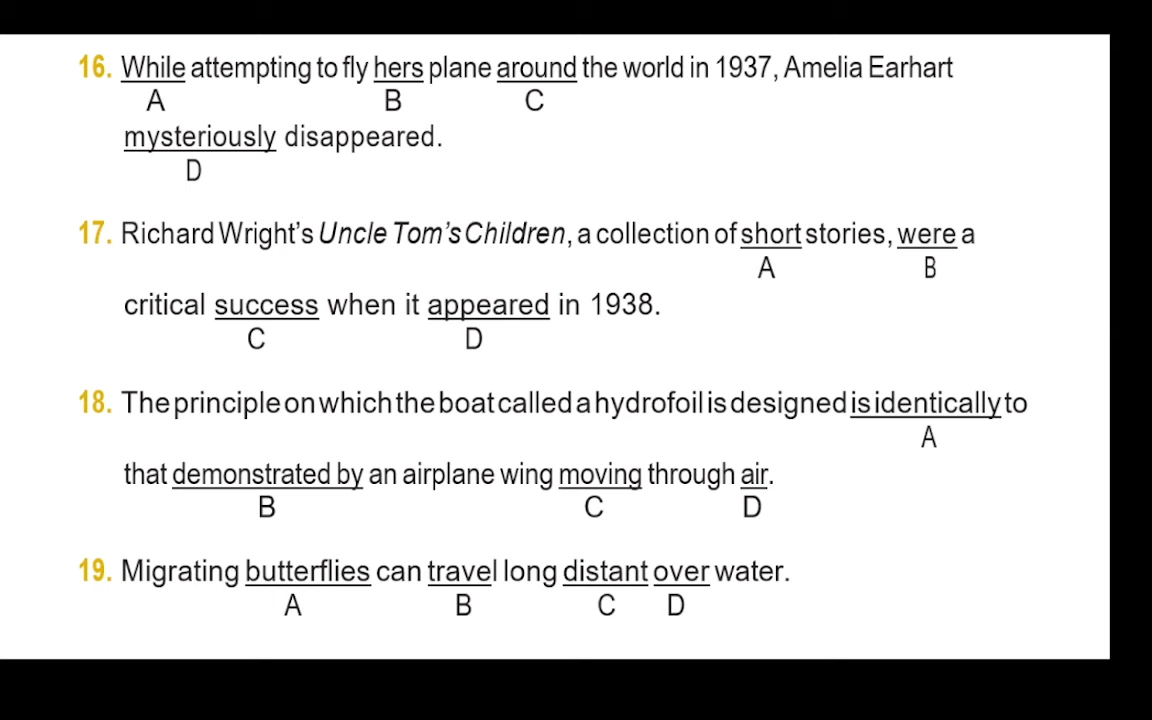 16. While attempting to fly hers plane around the world in 1937, Amelia Earhart
A B C
mysteriously disappeared.
D
17. Richard Wright's Uncle Tom's Children, a collection of short stories, were a
A B
critical success when it appeared in 1938.
C D
18. The principle on which the boat called a hydrofoil is designed is identically to
A
that demonstrated by an airplane wing moving through air.
B C D
19. Migrating butterflies can travel long distant over water.
A B C D